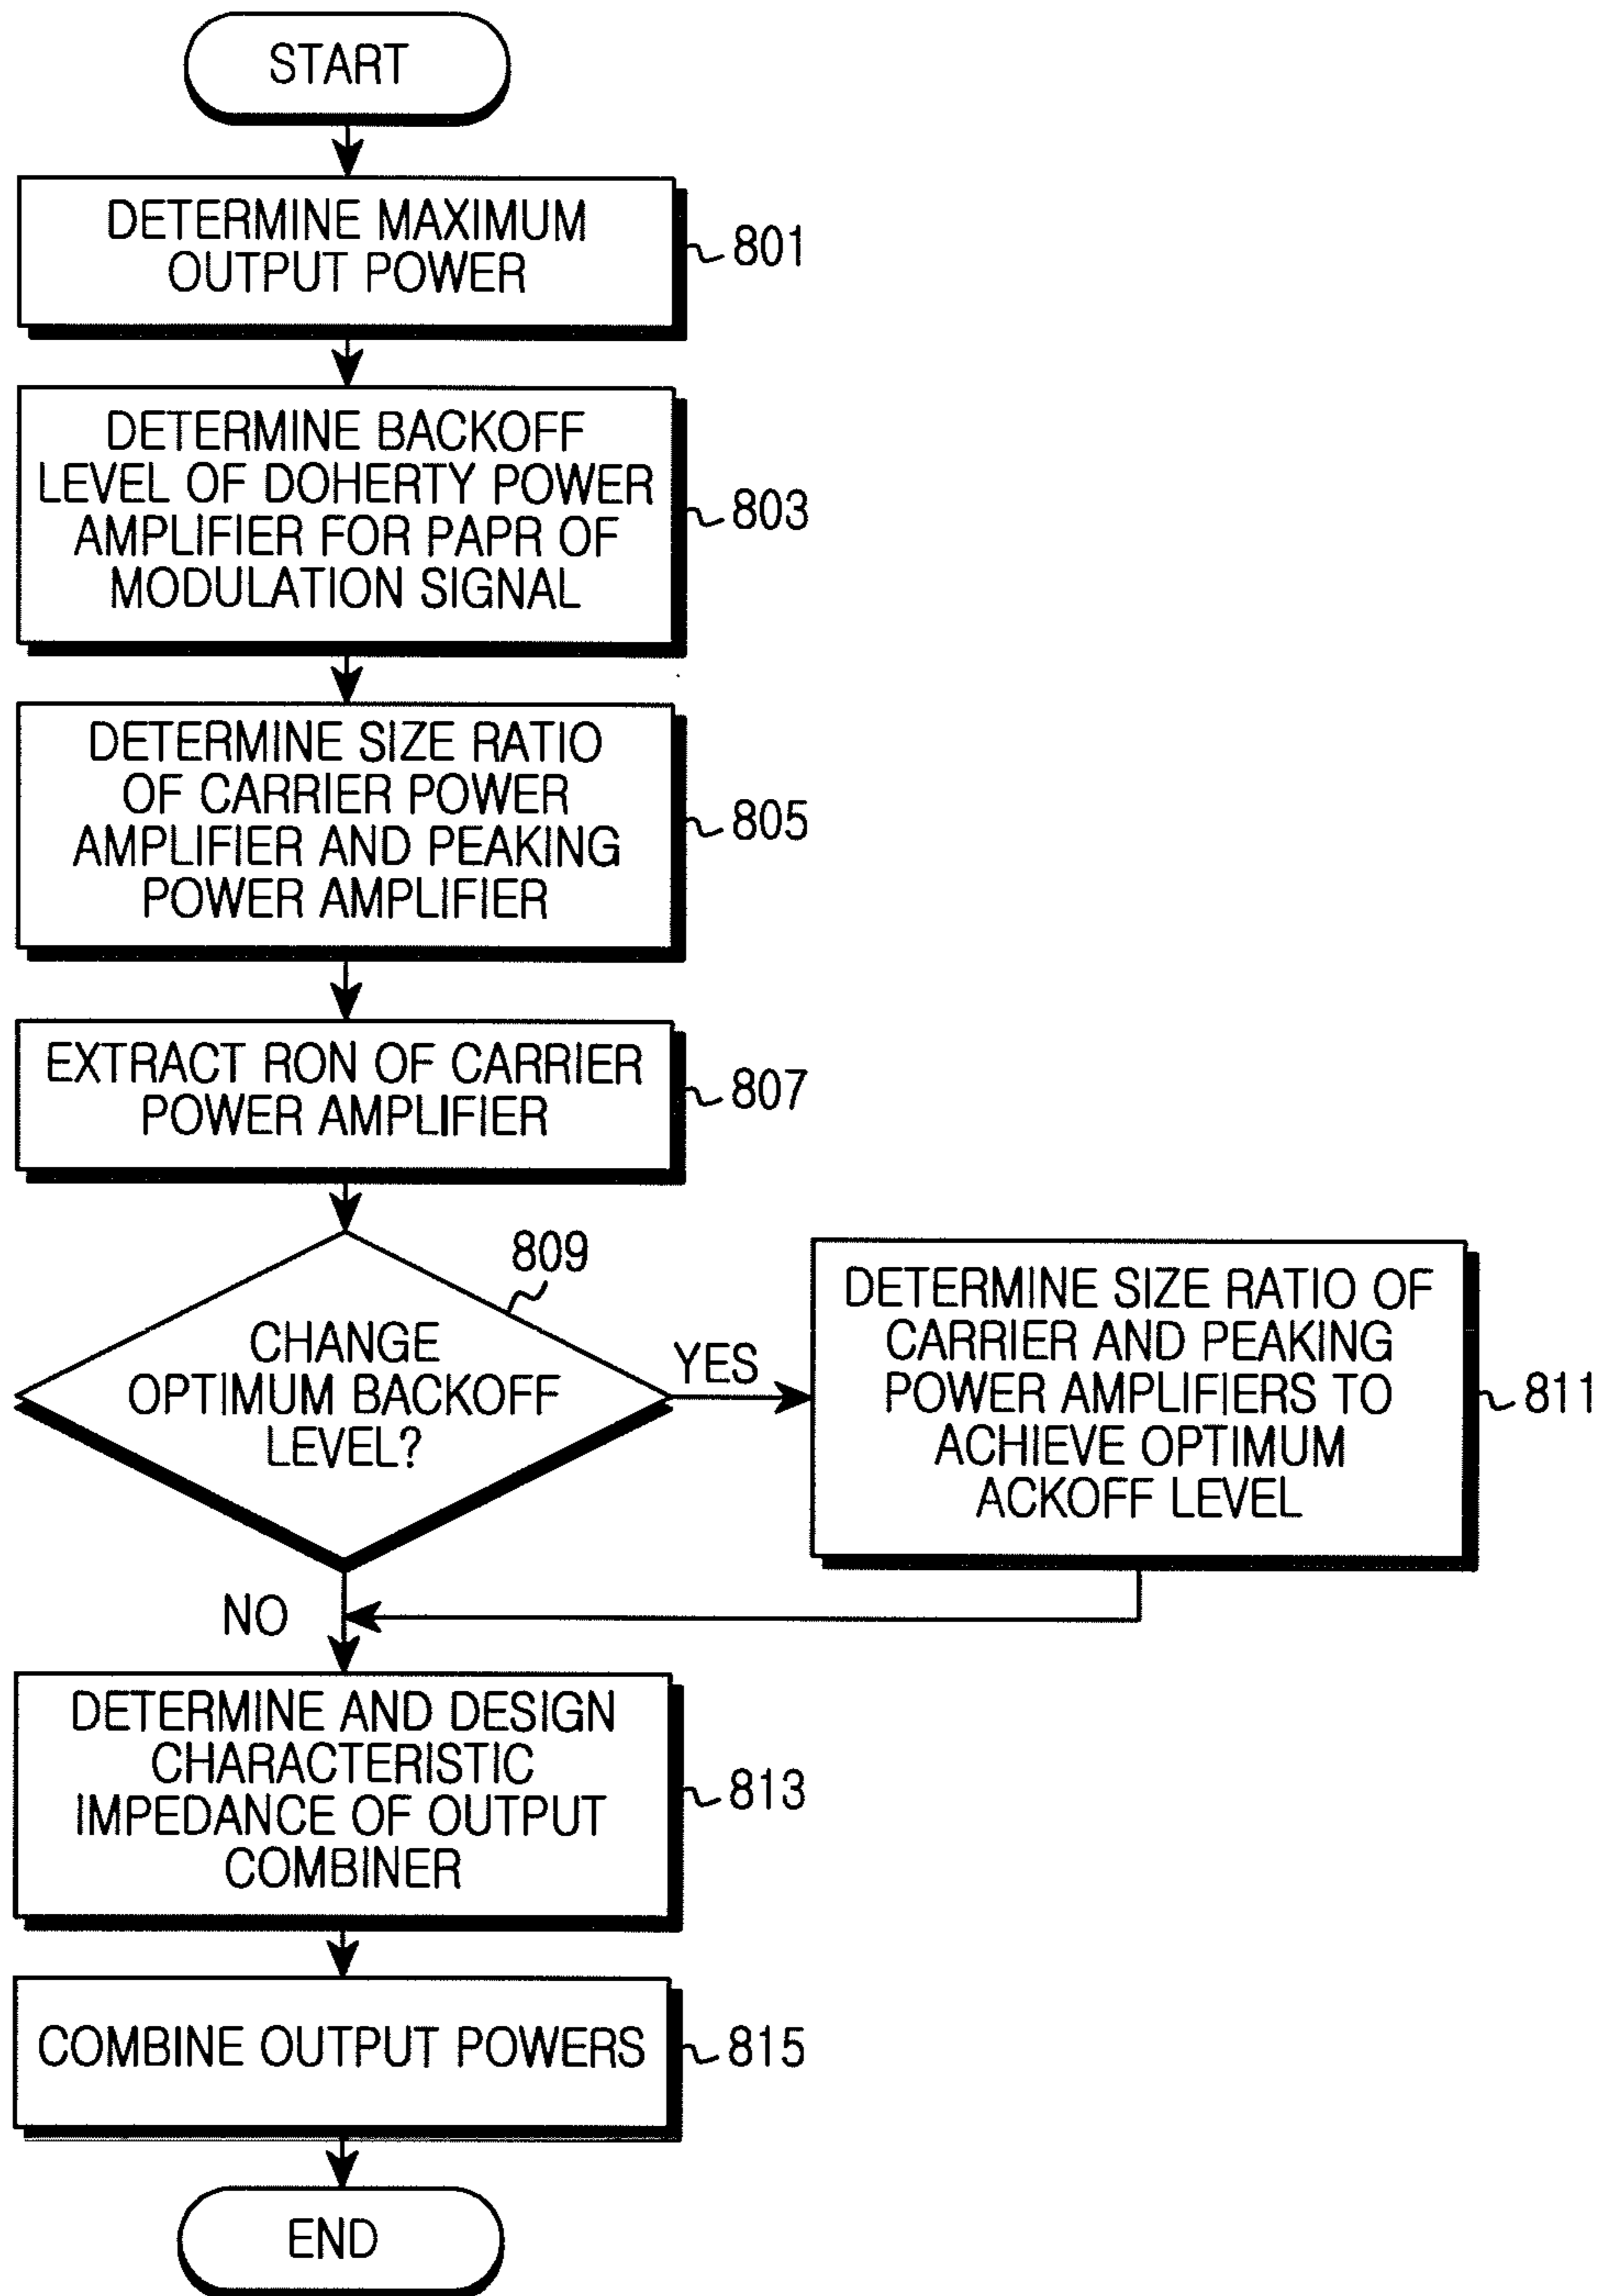 START
DETERMINE MAXIMUM
OUTPUT POWER
801
DETERMINE BACKOFF
LEVEL OF DOHERTY POWER
AMPLIFIER FOR PAPR OF
MODULATION SIGNAL
803
DETERMINE SIZE RATIO
OF CARRIER POWER
AMPLIFIER AND PEAKING
POWER AMPLIFIER
805
EXTRACT RON OF CARRIER
POWER AMPLIFIER
807
809
CHANGE
OPTIMUM BACKOFF
LEVEL?
YES
DETERMINE SIZE RATIO OF
CARRIER AND PEAKING
POWER AMPLIFIERS TO
ACHIEVE OPTIMUM
ACKOFF LEVEL
811
NO
DETERMINE AND DESIGN
CHARACTERISTIC
IMPEDANCE OF OUTPUT
COMBINER
813
COMBINE OUTPUT POWERS
815
END